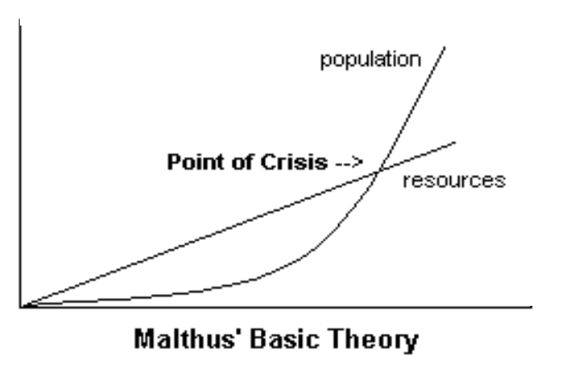 population
Point of Crisis -->
resources
Malthus' Basic Theory